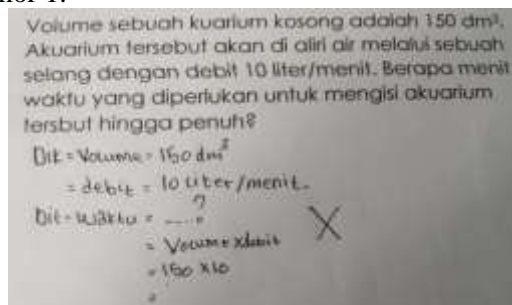 Volume sebuah kuarium kosong adalah 150 dm³.
Akuarium tersebut akan di aliri air melalui sebuah
selang dengan debit 10 liter/menit. Berapa menit
waktu yang diperlukan untuk mengisi akuarium
tersbut hingga penuh?
Dit = Volume = 150 dm³
= debit = 10 liter/menit.
Dit = waktu = ......?
= Volume x debit
= 150 x 10
=
X